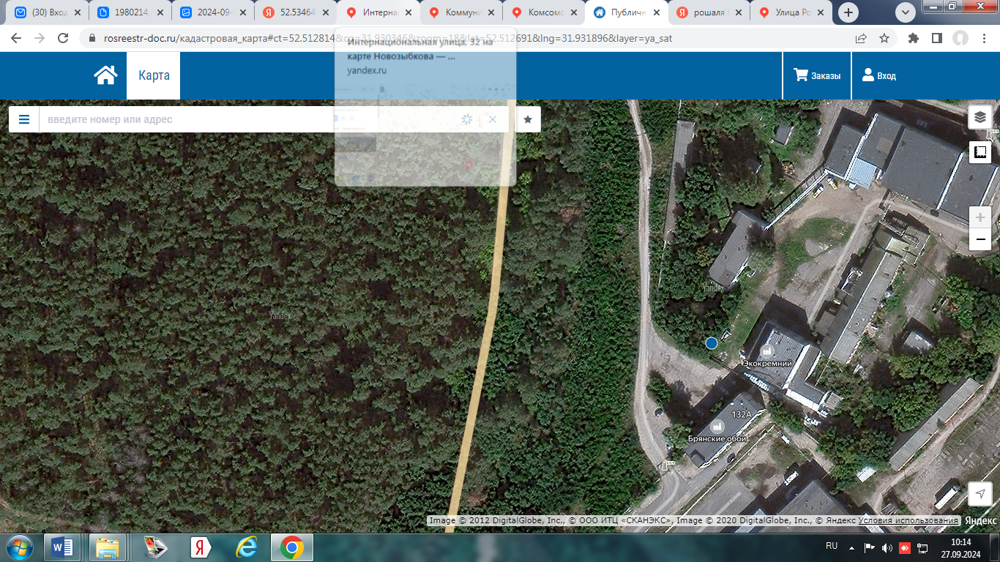 (30) Вход
1980214.
2024-09-
52.53464
Интерна
Коммун
Комсом
Публичн
рошаля
Улица Ро
rosreestr-doc.ru/кадастровая_карта#ct=52.512814&cg=31.930346&zoom=18&lat=52.512691&lng=31.931896&layer=ya_sat
Интернациональная улица, 32 на
карте Новозыбкова — ...
yandex.ru
Карта
Заказы
Вход
введите номер или адрес
Yandex
Yandex
Экокремний
132А
Брянские обои
Image © 2012 DigitalGlobe, Inc., © ООО ИТЦ «СКАНЭКС», Image © 2020 DigitalGlobe, Inc., © Яндекс Условия использования
Яндекс
RU
10:14
27.09.2024